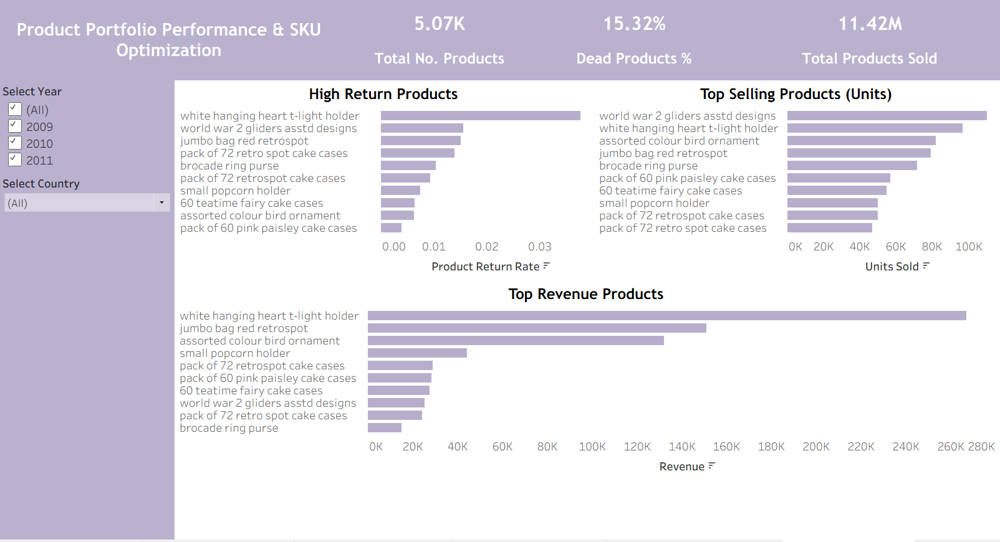 Product Portfolio Performance & SKU
Optimization
5.07K
Total No. Products
15.32%
Dead Products %
11.42M
Total Products Sold
Select Year
(All)
2009
2010
2011
Select Country
(All)
High Return Products
white hanging heart t-light holder
world war 2 gliders asstd designs
jumbo bag red retrospot
pack of 72 retro spot cake cases
brocade ring purse
pack of 72 retrospot cake cases
small popcorn holder
60 teatime fairy cake cases
assorted colour bird ornament
pack of 60 pink paisley cake cases
0.00 0.01 0.02 0.03
Product Return Rate
Top Selling Products (Units)
world war 2 gliders asstd designs
white hanging heart t-light holder
assorted colour bird ornament
jumbo bag red retrospot
brocade ring purse
pack of 60 pink paisley cake cases
60 teatime fairy cake cases
small popcorn holder
pack of 72 retrospot cake cases
pack of 72 retro spot cake cases
0K 20K 40K 60K 80K 100K
Units Sold
Top Revenue Products
white hanging heart t-light holder
jumbo bag red retrospot
assorted colour bird ornament
small popcorn holder
pack of 72 retrospot cake cases
pack of 60 pink paisley cake cases
60 teatime fairy cake cases
world war 2 gliders asstd designs
pack of 72 retro spot cake cases
brocade ring purse
0K 20K 40K 60K 80K 100K 120K 140K 160K 180K 200K 220K 240K 260K 280K
Revenue